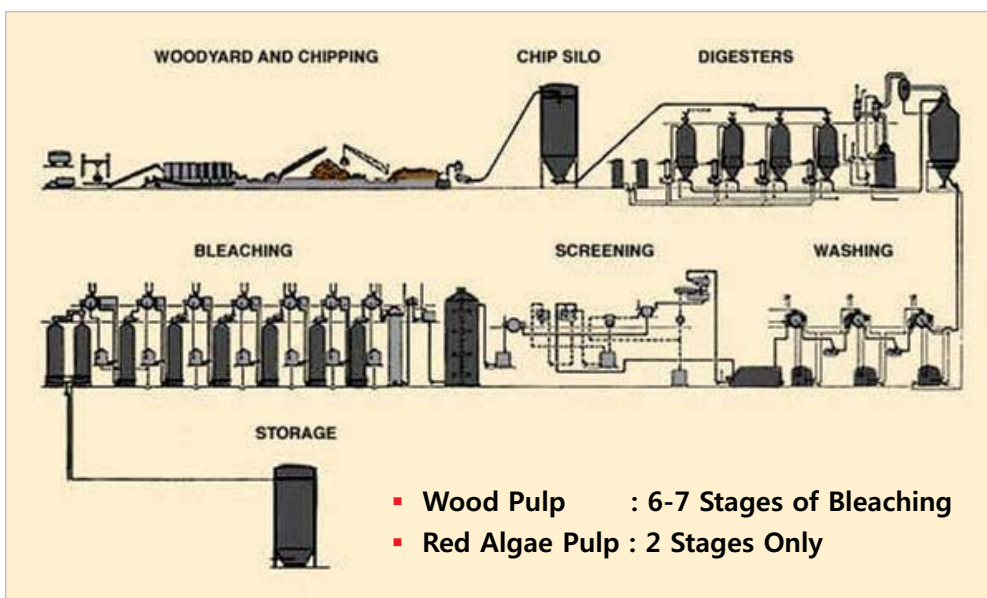 WOODYARD AND CHIPPING
CHIP SILO
DIGESTERS
BLEACHING
SCREENING
WASHING
STORAGE
▪ Wood Pulp : 6-7 Stages of Bleaching
▪ Red Algae Pulp : 2 Stages Only